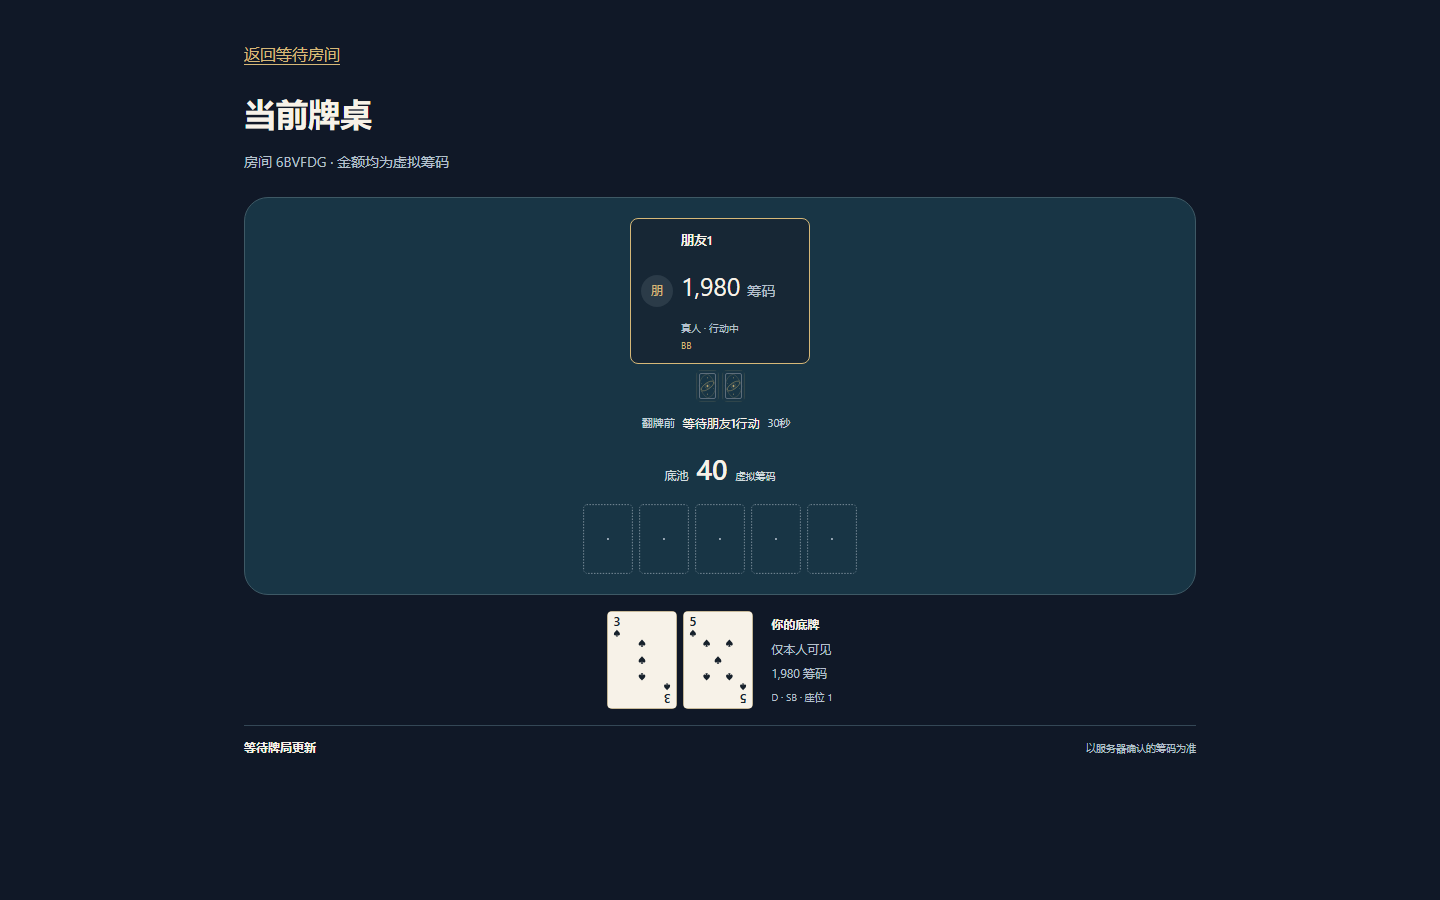 返回等待房间
当前牌桌
房间 6BVFDG · 金额均为虚拟筹码
朋友1
朋
1,980 筹码
真人 · 行动中
BB
翻牌前 等待朋友1行动 30秒
底池 40 虚拟筹码
3
3
5
5
你的底牌
仅本人可见
1,980 筹码
D · SB · 座位 1
等待牌局更新
以服务器确认的筹码为准